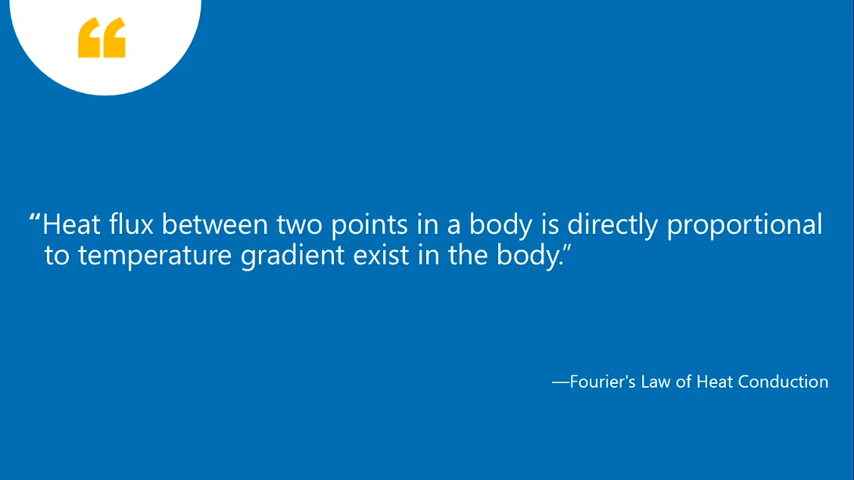 “Heat flux between two points in a body is directly proportional
to temperature gradient exist in the body.”
—Fourier's Law of Heat Conduction